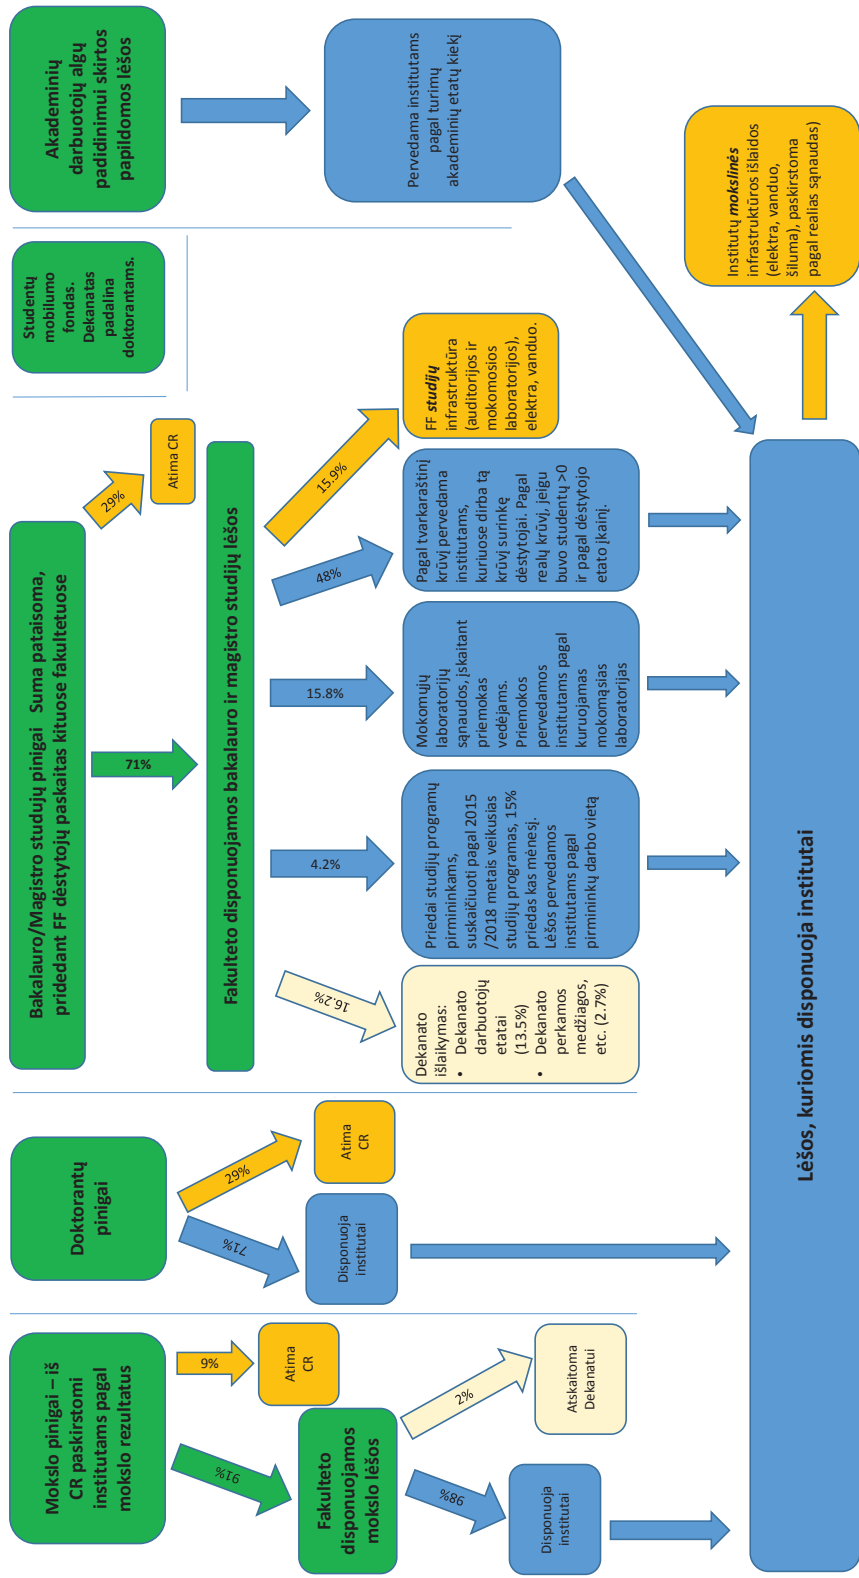 Mokslo pinigai – iš
CR paskirstomi
institutams pagal
mokslo rezultatus
9%
Atima
CR
91%
Fakulteto
disponuojamos
mokslo lėšos
2%
Atskaitoma
Dekanatui
98%
Disponuoja
institutai
Doktorantų
pinigai
29%
Atima
CR
71%
Disponuoja
institutai
Bakalauro/Magistro studujų pinigai Suma pataisoma,
pridedant FF dėstytojų paskaitas kituose fakultetuose
29%
Atima CR
71%
Fakulteto disponuojamos bakalauro ir magistro studijų lėšos
16.2%
Dekanato
išlaikymas:
• Dekanato
darbuotojų
etatai
(13.5%)
• Dekanato
perkamos
medžiagos,
etc. (2.7%)
4.2%
Priedai studijų programų
pirmininkams,
suskaičiuoti pagal 2015
/2018 metais veikusias
studijų programas, 15%
priedas kas mėnesį.
Lėšos pervedamos
institutams pagal
pirmininkų darbo vietą
15.8%
Mokomųjų
laboratorijų
sąnaudos, įskaitant
priemokas
vedėjams.
Priemokos
pervedamos
institutams pagal
kuruojamas
mokomąsias
laboratorijas
48%
Pagal tvarkaraštinį
krūvį pervedama
institutams,
kuriuose dirba tą
krūvį surinkę
dėstytojai. Pagal
realų krūvį, jeigu
buvo studentų >0
ir pagal dėstytojo
etato įkainį.
15.9%
FF studijų
infrastruktūra
(auditorijos ir
mokomosios
laboratorijos),
elektra, vanduo.
Studentų
mobilumo
fondas.
Dekanatas
padalina
doktorantams.
Akademinių
darbuotojų algų
padidinimui skirtos
papildomos lėšos
Pervedama institutams
pagal turimų
akademinių etatų kiekį
Lėšos, kuriomis disponuoja institutai
Institutų mokslinės
infrastruktūros išlaidos
(elektra, vanduo,
šiluma), paskirstoma
pagal realias sąnaudas)